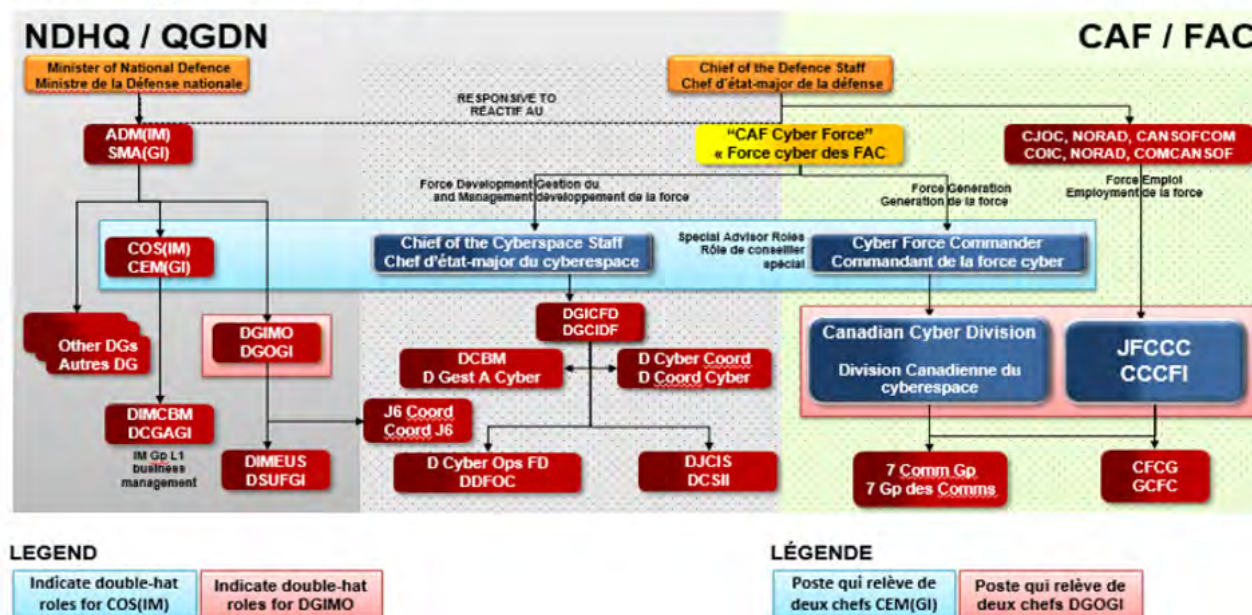 NDHQ / QGDN
CAF / FAC
Minister of National Defence
Ministre de la Défense nationale
Chief of the Defence Staff
Chef d'état-major de la défense
RESPONSIVE TO
RÉACTIF AU
ADM(IM)
SMA(GI)
"CAF Cyber Force"
« Force cyber des FAC
CJOC, NORAD, CANSOFCOM
COIC, NORAD, COMCANSOF
Force Development Gestion du
and Management développement de la force
Force Generation
Generation de la force
Force Emploi
Employment de la force
COS(IM)
CEM(GI)
Chief of the Cyberspace Staff
Chef d'état-major du cyberespace
Special Advisor Roles
Rôle de conseillier
spécial
Cyber Force Commander
Commandant de la force cyber
Other DGs
Autres DG
DGIMO
DGOGI
DGICFD
DGCIDF
DCBM
D Gest A Cyber
D Cyber Coord
D Coord Cyber
Canadian Cyber Division
Division Canadienne du
cyberespace
JFCCC
CCCFI
DIMCBM
DCGAGI
IM Gp L1
business
management
J6 Coord
Coord J6
DIMEUS
DSUFGI
D Cyber Ops FD
DDFOC
DJCIS
DCSII
7 Comm Gp
7 Gp des Comms
CFCG
GCFC
LEGEND
Indicate double-hat
roles for COS(IM)
Indicate double-hat
roles for DGIMO
LÉGENDE
Poste qui relève de
deux chefs CEM(GI)
Poste qui relève de
deux chefs DGOGI